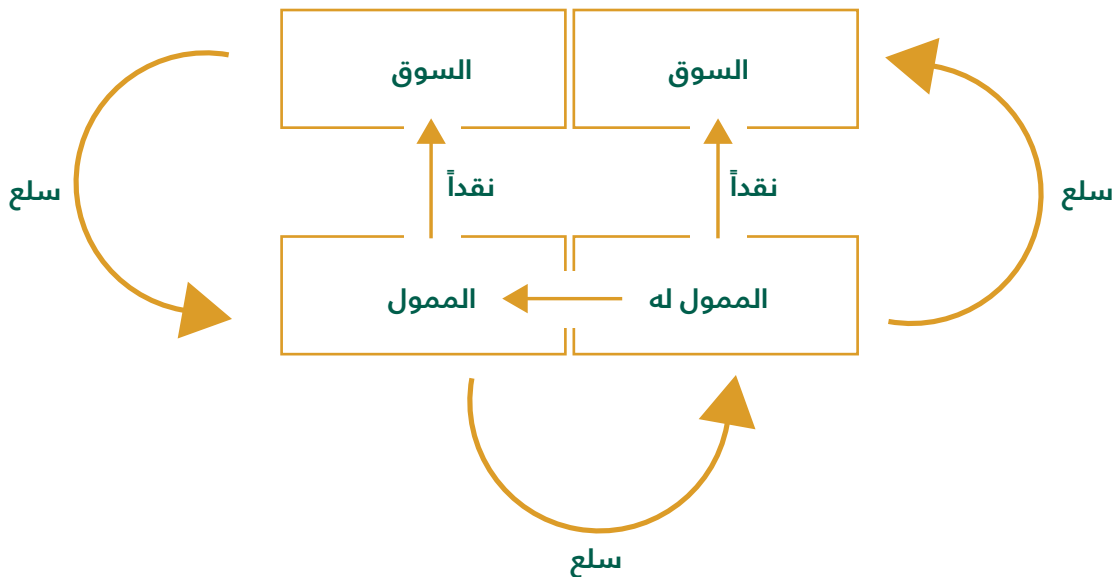 السوق
السوق
نقداً
نقداً
سلع
سلع
الممول له
الممول
سلع